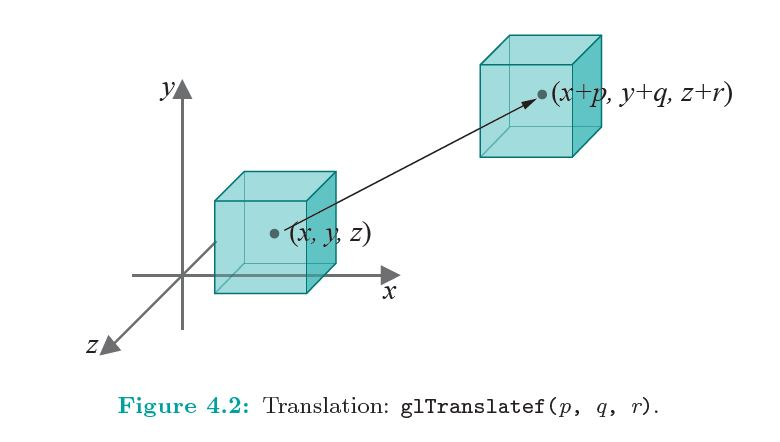 (x+p, y+q, z+r)
y
(x, y, z)
x
z
Figure 4.2: Translation: glTranslatef(p, q, r).